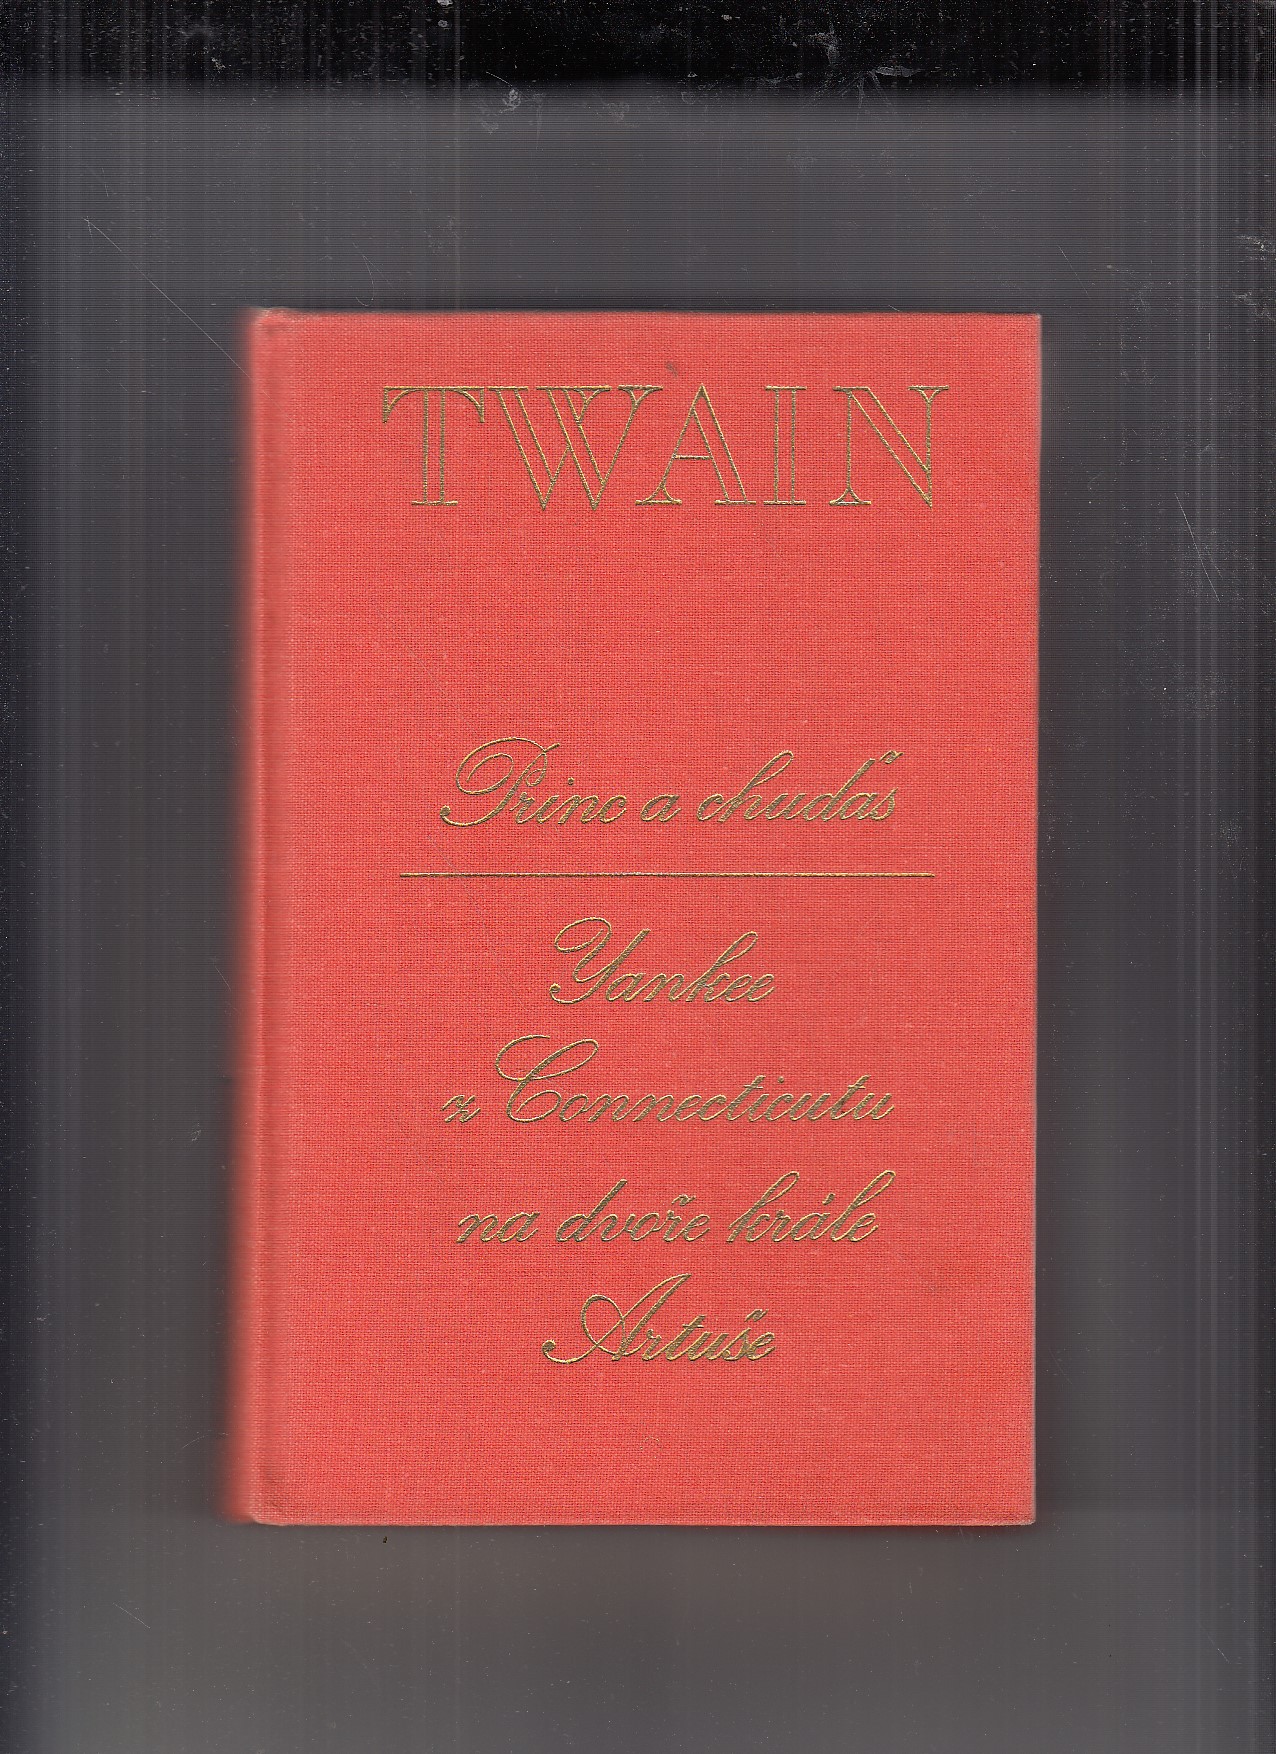 TWAIN
Princ a chuďas
Yankee
z Connecticutu
na dvoře krále
Artuše